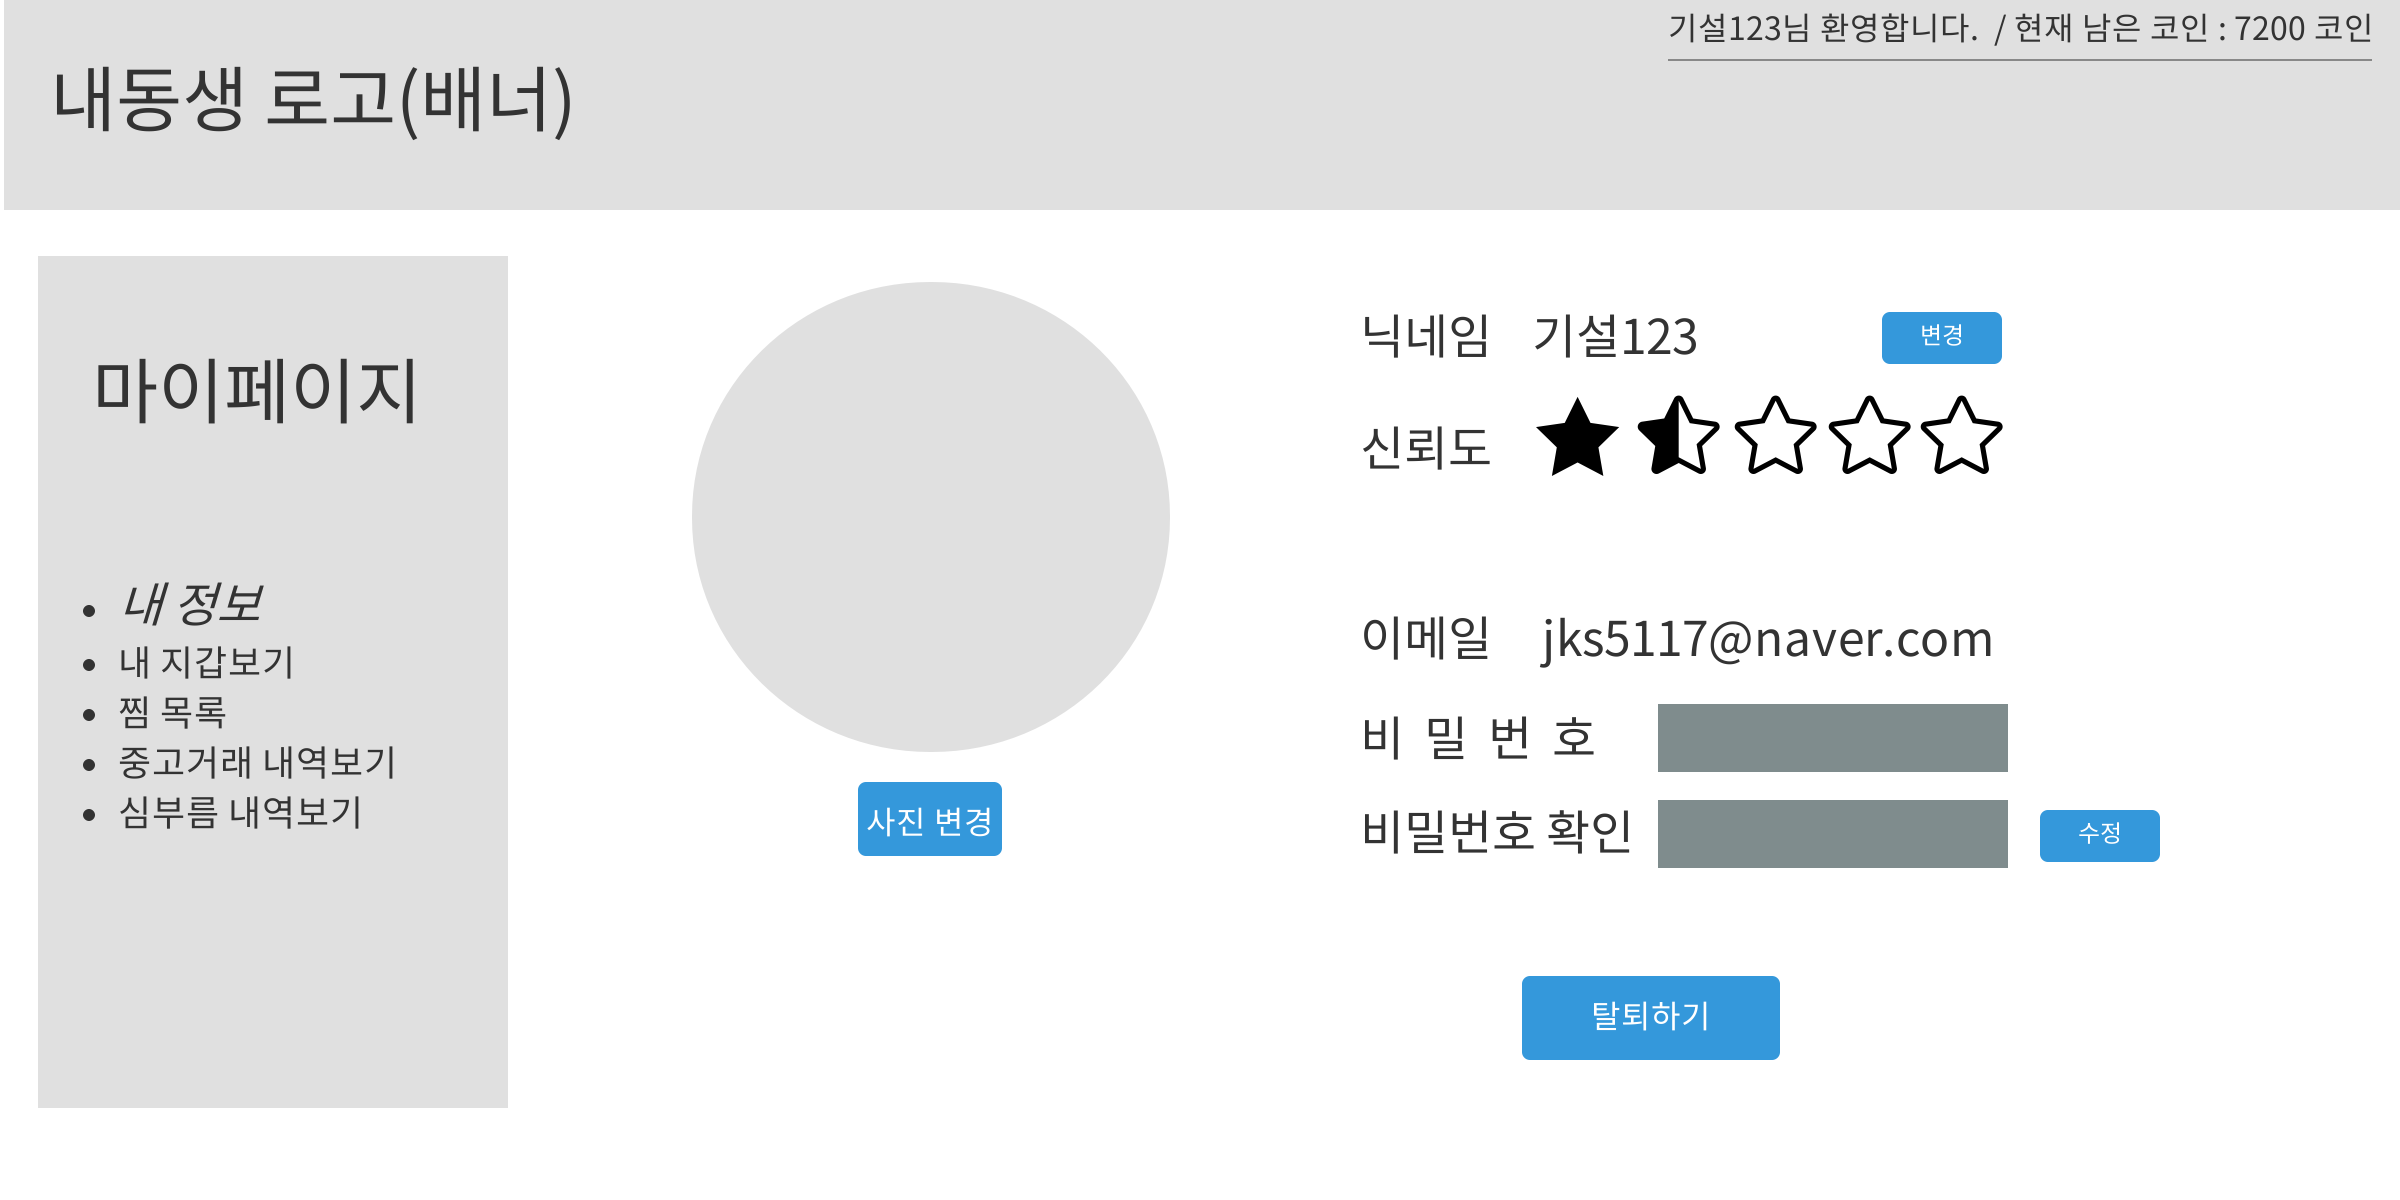 기설123님 환영합니다. / 현재 남은 코인 : 7200 코인
내동생 로고(배너)
마이페이지
내 정보
내 지갑보기
찜 목록
중고거래 내역보기
심부름 내역보기
사진 변경
닉네임 기설123 변경
신뢰도
이메일 jks5117@naver.com
비 밀 번 호
비밀번호 확인 수정
탈퇴하기